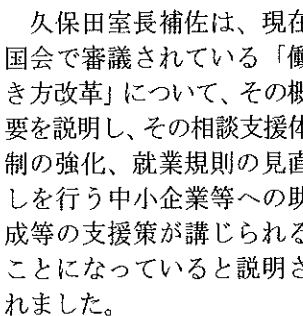 久保田室長補佐は、現在
国会で審議されている「働
き方改革」について、その概
要を説明し、その相談支援体
制の強化、就業規則の見直
しを行う中小企業等への助
成等の支援策が講じられる
ことになっていると説明さ
れました。